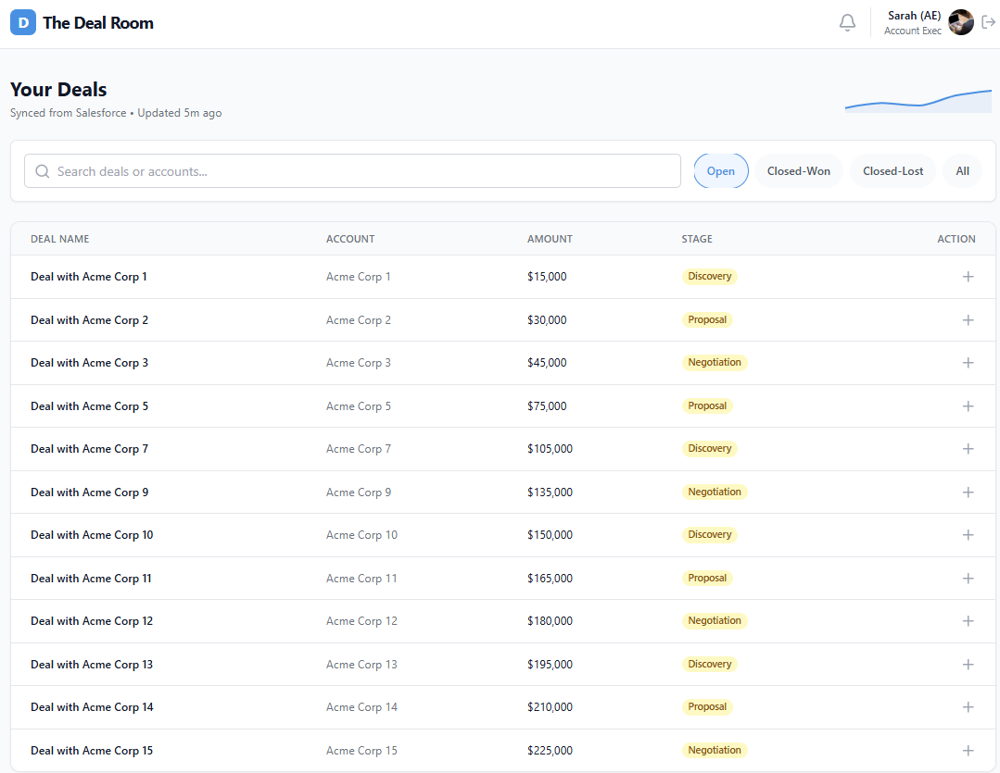 D The Deal Room
Sarah (AE)
Account Exec
Your Deals
Synced from Salesforce • Updated 5m ago
Search deals or accounts... Open Closed-Won Closed-Lost All
DEAL NAME ACCOUNT AMOUNT STAGE ACTION
Deal with Acme Corp 1 Acme Corp 1 $15,000 Discovery +
Deal with Acme Corp 2 Acme Corp 2 $30,000 Proposal +
Deal with Acme Corp 3 Acme Corp 3 $45,000 Negotiation +
Deal with Acme Corp 5 Acme Corp 5 $75,000 Proposal +
Deal with Acme Corp 7 Acme Corp 7 $105,000 Discovery +
Deal with Acme Corp 9 Acme Corp 9 $135,000 Negotiation +
Deal with Acme Corp 10 Acme Corp 10 $150,000 Discovery +
Deal with Acme Corp 11 Acme Corp 11 $165,000 Proposal +
Deal with Acme Corp 12 Acme Corp 12 $180,000 Negotiation +
Deal with Acme Corp 13 Acme Corp 13 $195,000 Discovery +
Deal with Acme Corp 14 Acme Corp 14 $210,000 Proposal +
Deal with Acme Corp 15 Acme Corp 15 $225,000 Negotiation +